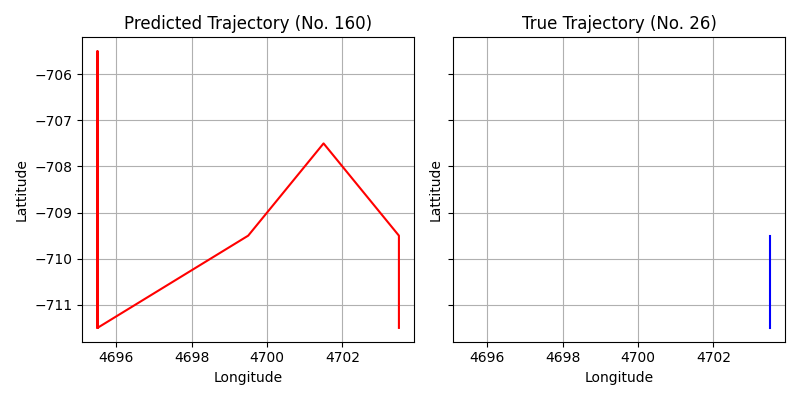 Predicted Trajectory (No. 160)
True Trajectory (No. 26)
−706
−707
−708
−709
−710
−711
Lattitude
Lattitude
4696
4698
4700
4702
4696
4698
4700
4702
Longitude
Longitude